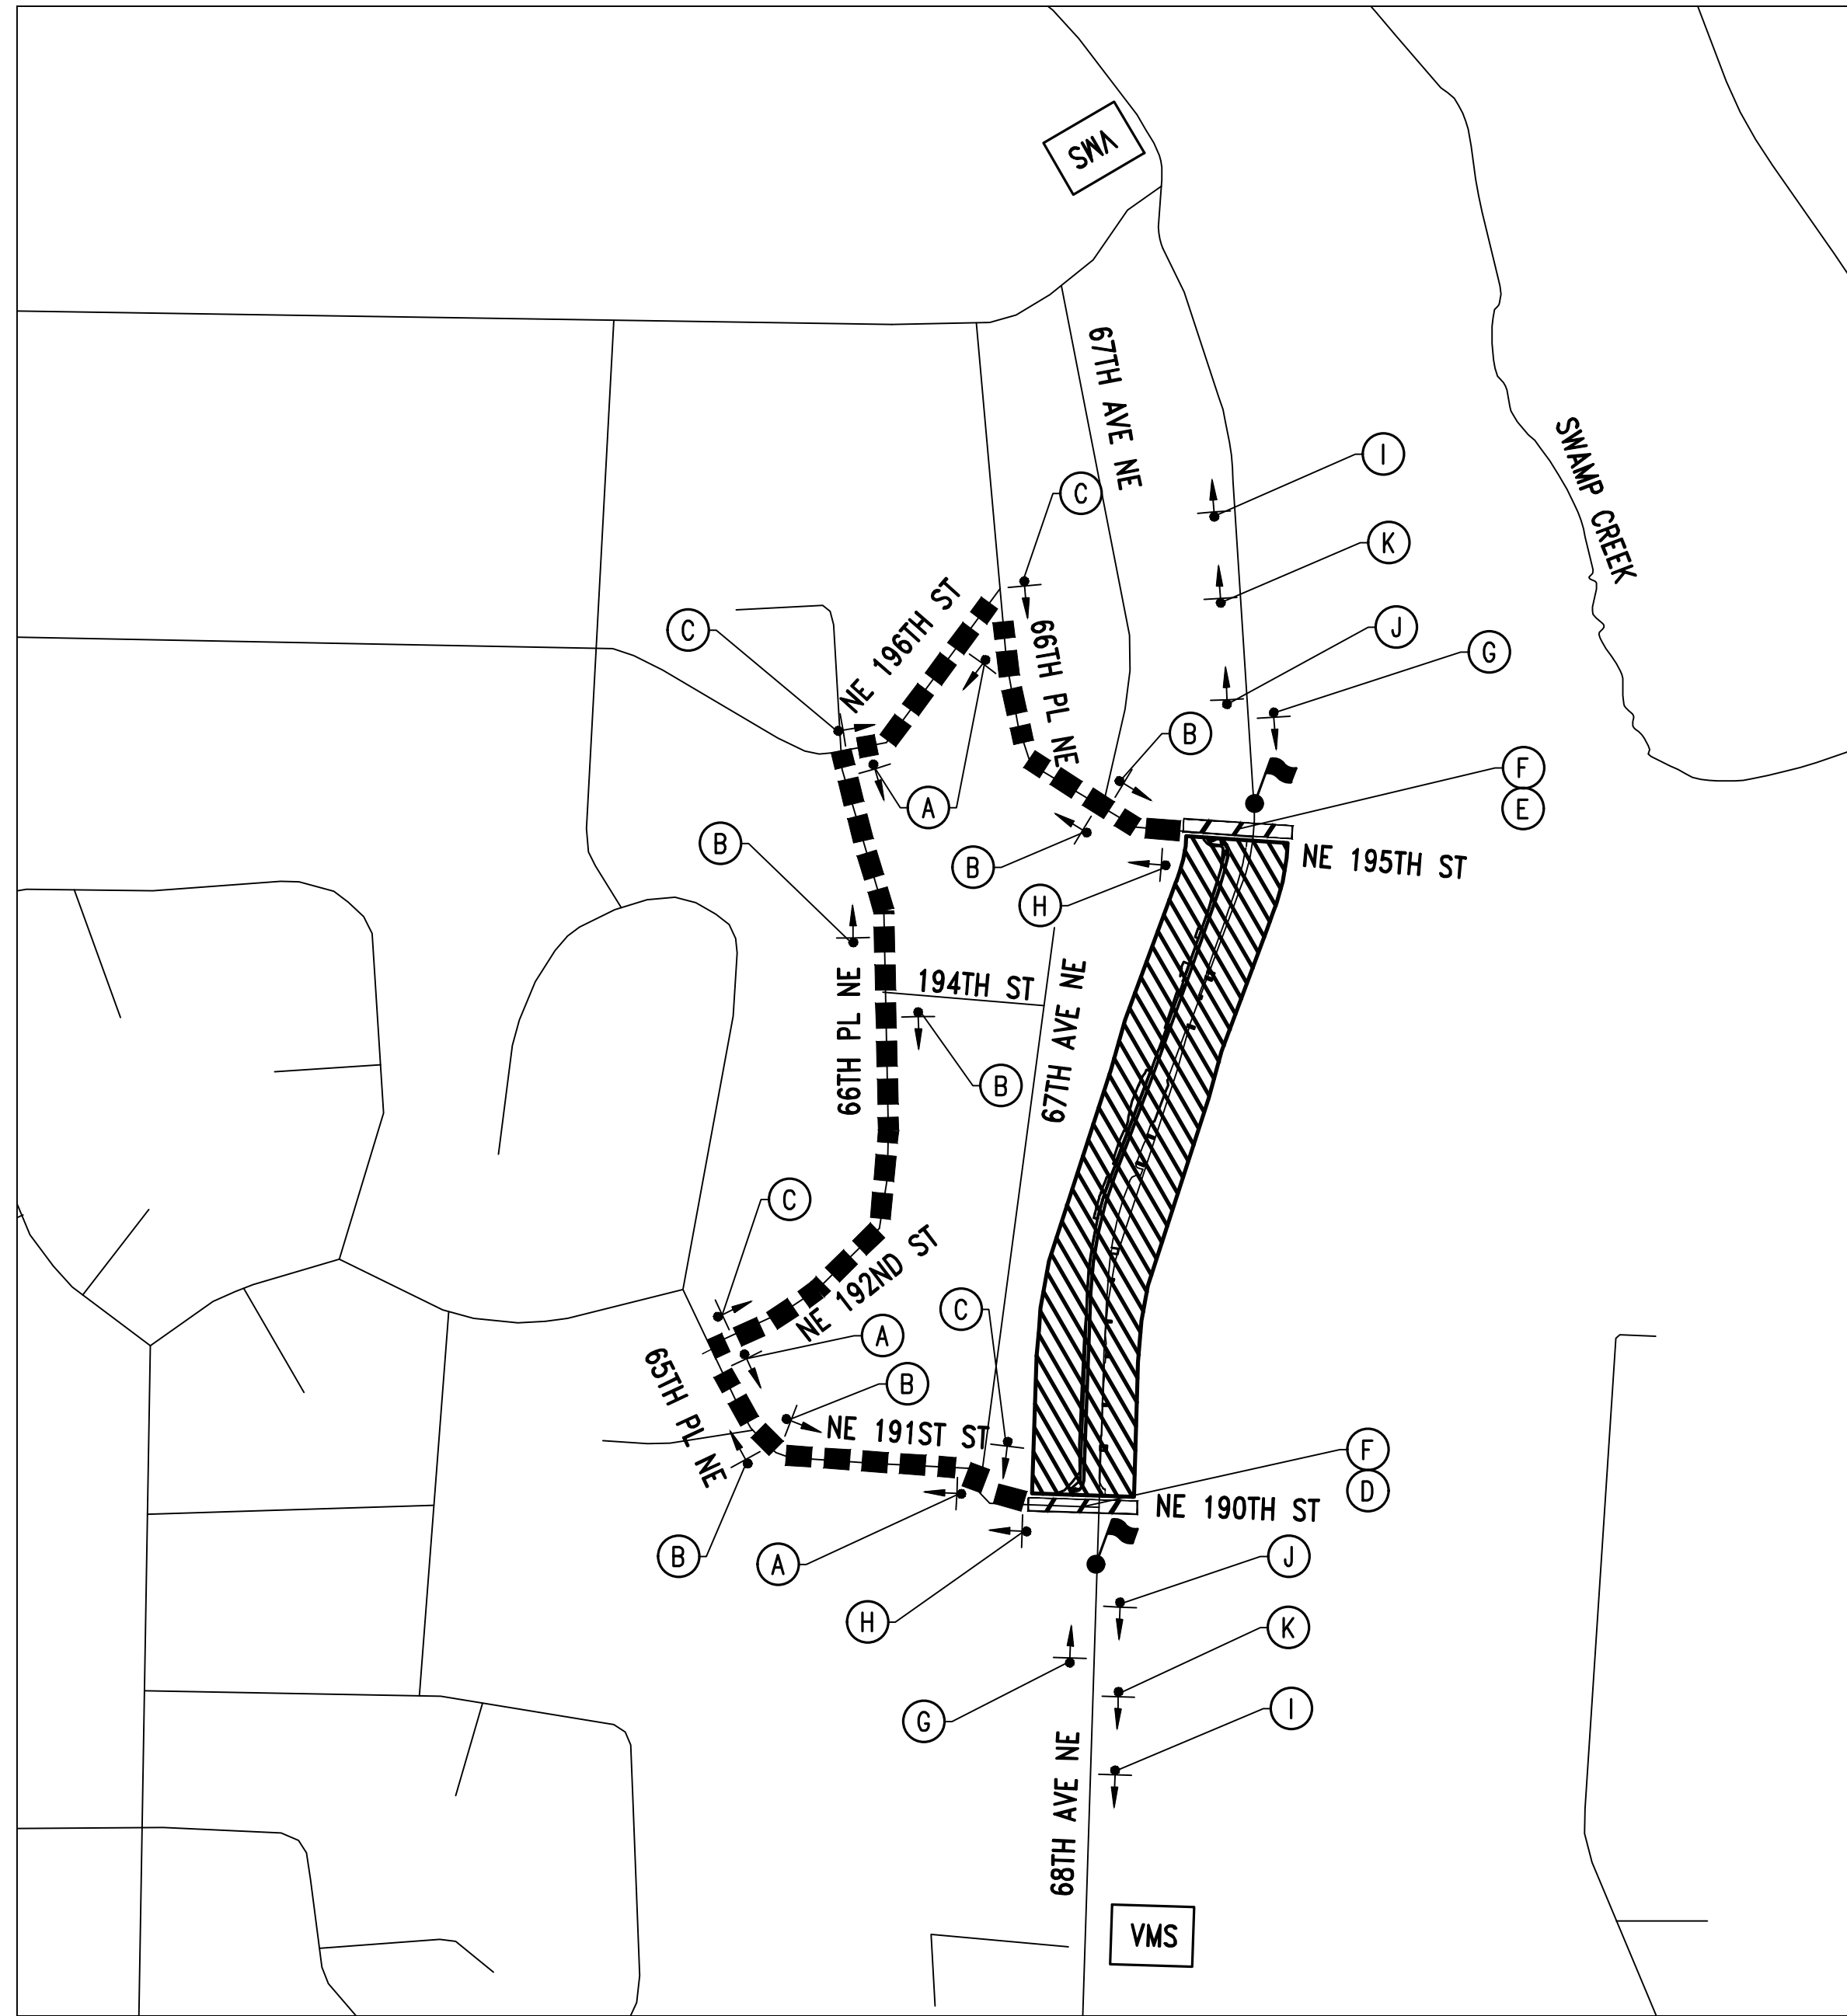 VMS
67TH AVE NE
SWAMP CREEK
I
C
K
NE 196TH ST
C
J
66TH PL NE
G
B
F
A
E
B
B
NE 195TH ST
H
194TH ST
66TH PL NE
67TH AVE NE
B
C
NE 192ND ST
C
A
65TH PL NE
B
NE 191ST ST
F
D
NE 190TH ST
B
A
J
H
K
G
I
68TH AVE NE
VMS